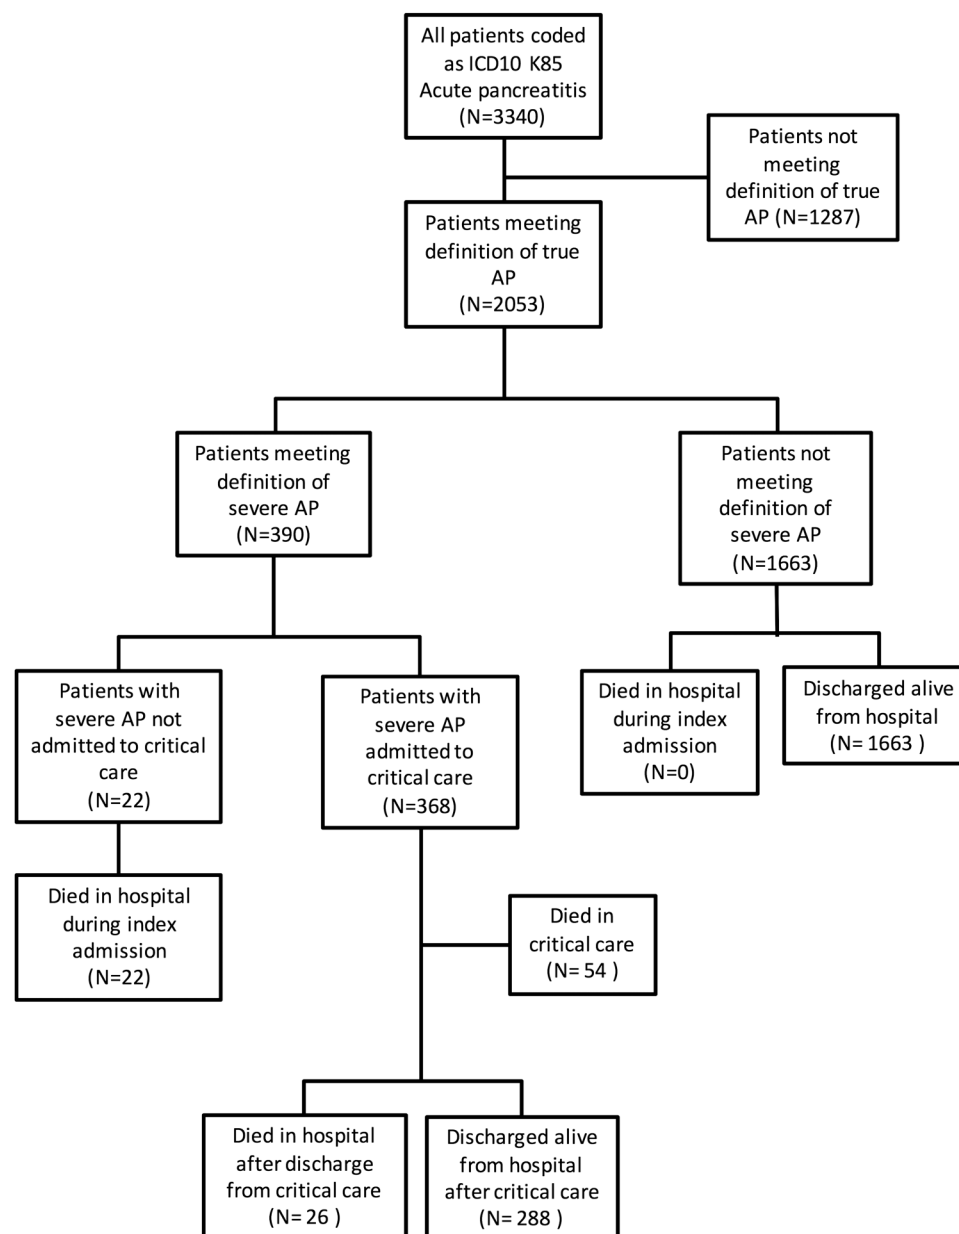 All patients coded
as ICD10 K85
Acute pancreatitis
(N=3340)
Patients not
meeting
definition of true
AP (N=1287)
Patients meeting
definition of true
AP
(N=2053)
Patients meeting
definition of
severe AP
(N=390)
Patients not
meeting
definition of
severe AP
(N=1663)
Patients with
severe AP not
admitted to critical
care
(N=22)
Patients with
severe AP
admitted to
critical care
(N=368)
Died in hospital
during index
admission
(N=0)
Discharged alive
from hospital
(N= 1663 )
Died in hospital
during index
admission
(N=22)
Died in
critical care
(N= 54 )
Died in hospital
after discharge
from critical care
(N= 26 )
Discharged alive
from hospital
after critical care
(N= 288 )